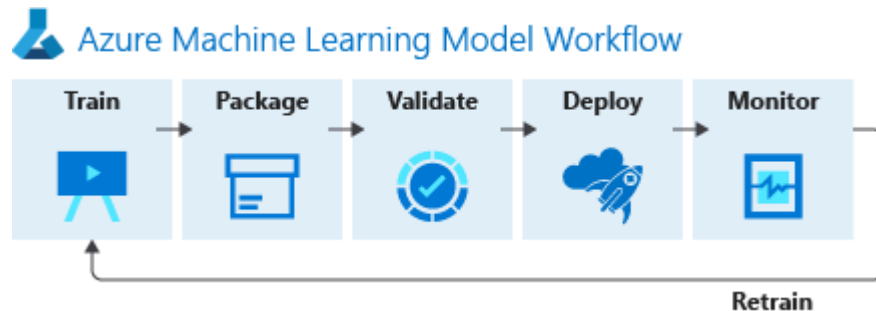 Azure Machine Learning Model Workflow
Train
Package
Validate
Deploy
Monitor
Retrain